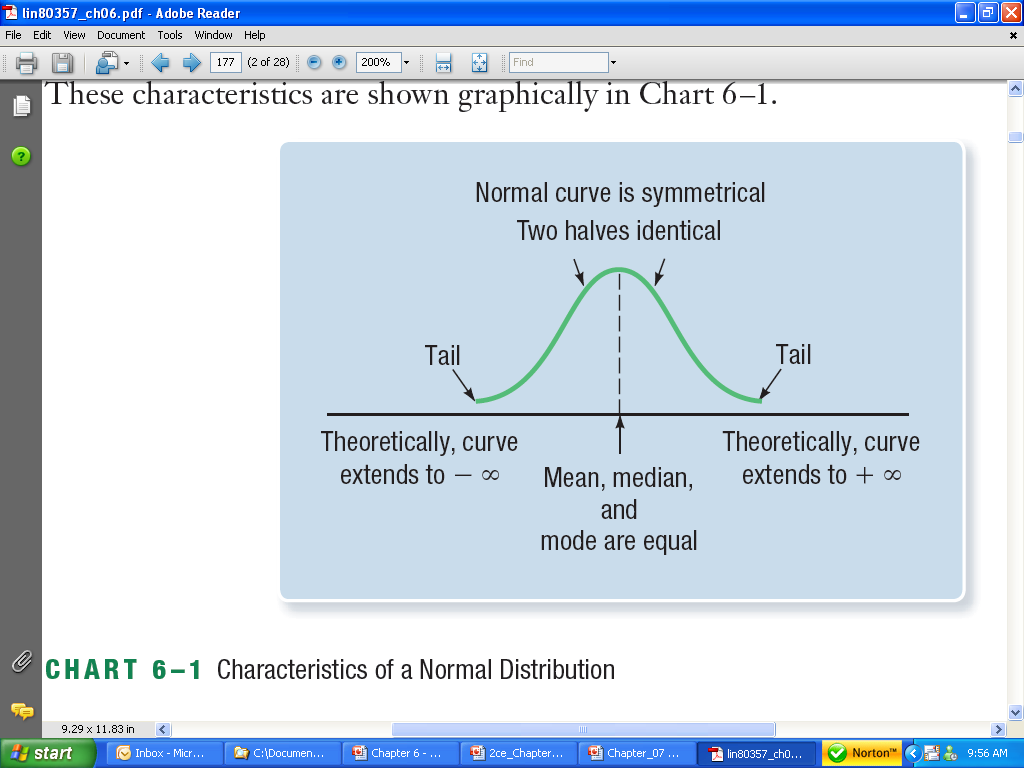 lin80357_ch06.pdf - Adobe Reader
File Edit View Document Tools Window Help
177 (2 of 28) 200% Find
These characteristics are shown graphically in Chart 6–1.
Normal curve is symmetrical
Two halves identical
Tail
Tail
Theoretically, curve
extends to − ∞
Mean, median,
and
mode are equal
Theoretically, curve
extends to + ∞
CHART 6–1 Characteristics of a Normal Distribution
9.29 x 11.83 in
start Inbox - Micr... C:\Documen... Chapter 6 - ... 2ce_Chapter... Chapter_07 ... lin80357_ch0... Norton™ 9:56 AM